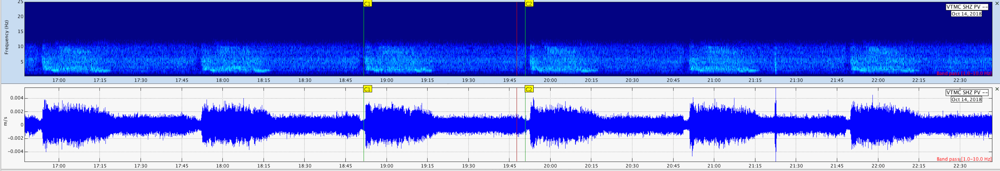 C1 C2
VTMC SHZ PV --
Oct 14, 2018
Frequency (Hz)
25
20
15
10
5
Band pass [1.0-10.0 Hz]
17:00 17:15 17:30 17:45 18:00 18:15 18:30 18:45 19:00 19:15 19:30 19:45 20:00 20:15 20:30 20:45 21:00 21:15 21:30 21:45 22:00 22:15 22:30
C1 C2
VTMC SHZ PV --
Oct 14, 2018
m/s
0.004
0.002
0
-0.002
-0.004
Band pass [1.0-10.0 Hz]
17:00 17:15 17:30 17:45 18:00 18:15 18:30 18:45 19:00 19:15 19:30 19:45 20:00 20:15 20:30 20:45 21:00 21:15 21:30 21:45 22:00 22:15 22:30